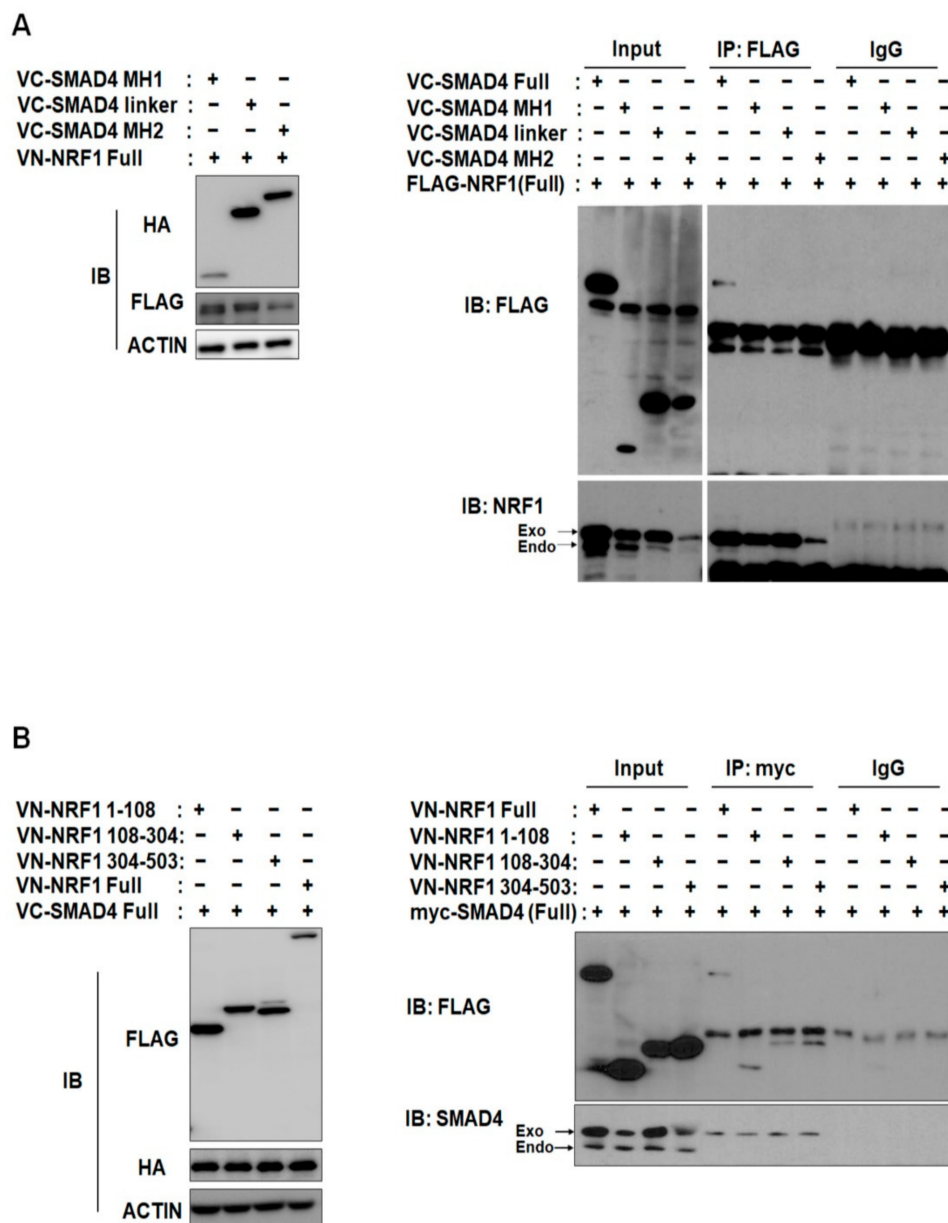 A
VC-SMAD4 MH1 : + − −
VC-SMAD4 linker : − + −
VC-SMAD4 MH2 : − − +
VN-NRF1 Full : + + +
IB
HA
FLAG
ACTIN
Input IP: FLAG IgG
VC-SMAD4 Full : + − − − + − − − + − − −
VC-SMAD4 MH1 : − + − − − + − − − + − −
VC-SMAD4 linker : − − + − − − + − − − + −
VC-SMAD4 MH2 : − − − + − − − + − − − +
FLAG-NRF1(Full) : + + + + + + + + + + + +
IB: FLAG
IB: NRF1
Exo
Endo
B
VN-NRF1 1-108 : + − − −
VN-NRF1 108-304: − + − −
VN-NRF1 304-503: − − + −
VN-NRF1 Full : − − − +
VC-SMAD4 Full : + + + +
IB
FLAG
HA
ACTIN
Input IP: myc IgG
VN-NRF1 Full : + − − − + − − − + − − −
VN-NRF1 1-108 : − + − − − + − − − + − −
VN-NRF1 108-304 : − − + − − − + − − − + −
VN-NRF1 304-503: − − − + − − − + − − − +
myc-SMAD4 (Full) : + + + + + + + + + + + +
IB: FLAG
IB: SMAD4
Exo
Endo